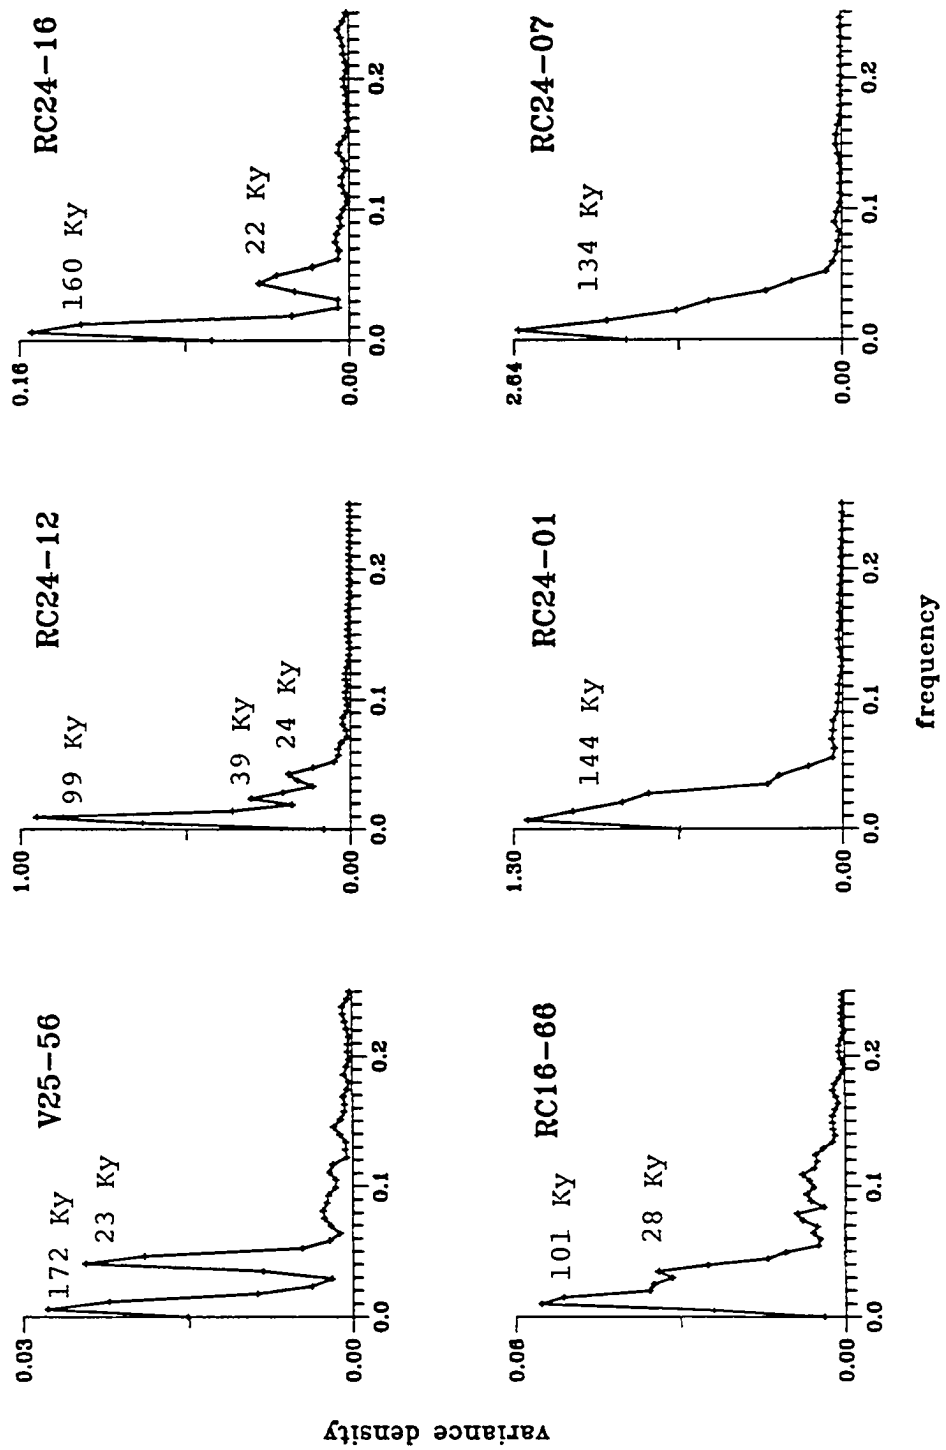 V25-56
0.03
172 Ky
23 Ky
0.00
0.0
0.1
0.2
RC24-12
1.00
99 Ky
39 Ky
24 Ky
0.00
0.0
0.1
0.2
RC24-16
0.16
160 Ky
22 Ky
0.00
0.0
0.1
0.2
RC16-66
0.06
101 Ky
28 Ky
0.00
0.0
0.1
0.2
RC24-01
1.30
144 Ky
0.00
0.0
0.1
0.2
RC24-07
2.64
134 Ky
0.00
0.0
0.1
0.2
variance density
frequency